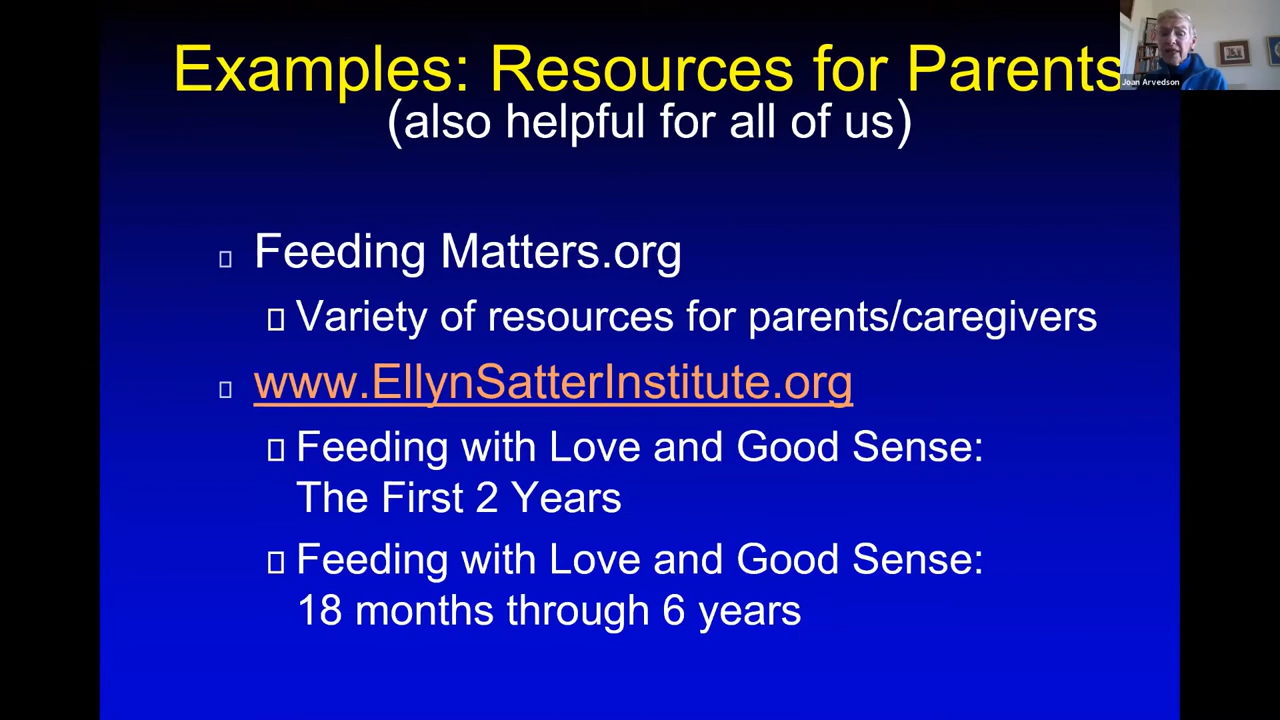 Examples: Resources for Parents
(also helpful for all of us)
Joan Arvedson
Feeding Matters.org
Variety of resources for parents/caregivers
www.EllynSatterInstitute.org
Feeding with Love and Good Sense:
The First 2 Years
Feeding with Love and Good Sense:
18 months through 6 years